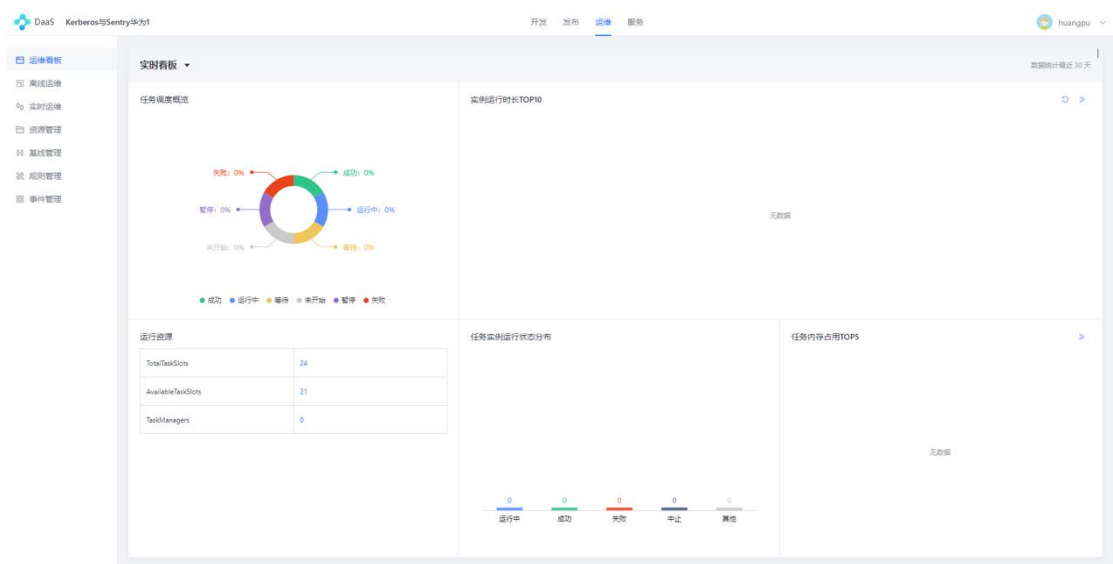 DaaS Kerberos与Sentry华为1 开发 发布 运维 服务 huangpu
运维看板
离线运维
实时运维
资源管理
基线管理
规则管理
事件管理
实时看板 数据统计最近 30 天
任务调度概览
失败: 0% 成功: 0%
暂停: 0% 运行中: 0%
未开始: 0% 等待: 0%
成功 运行中 等待 未开始 暂停 失败
实例运行时长TOP10
无数据
运行资源
TotalTaskSlots 24
AvailableTaskSlots 21
TaskManagers 0
任务实例运行状态分布
0 0 0 0 0
运行中 成功 失败 中止 其他
任务内存占用TOP5
无数据